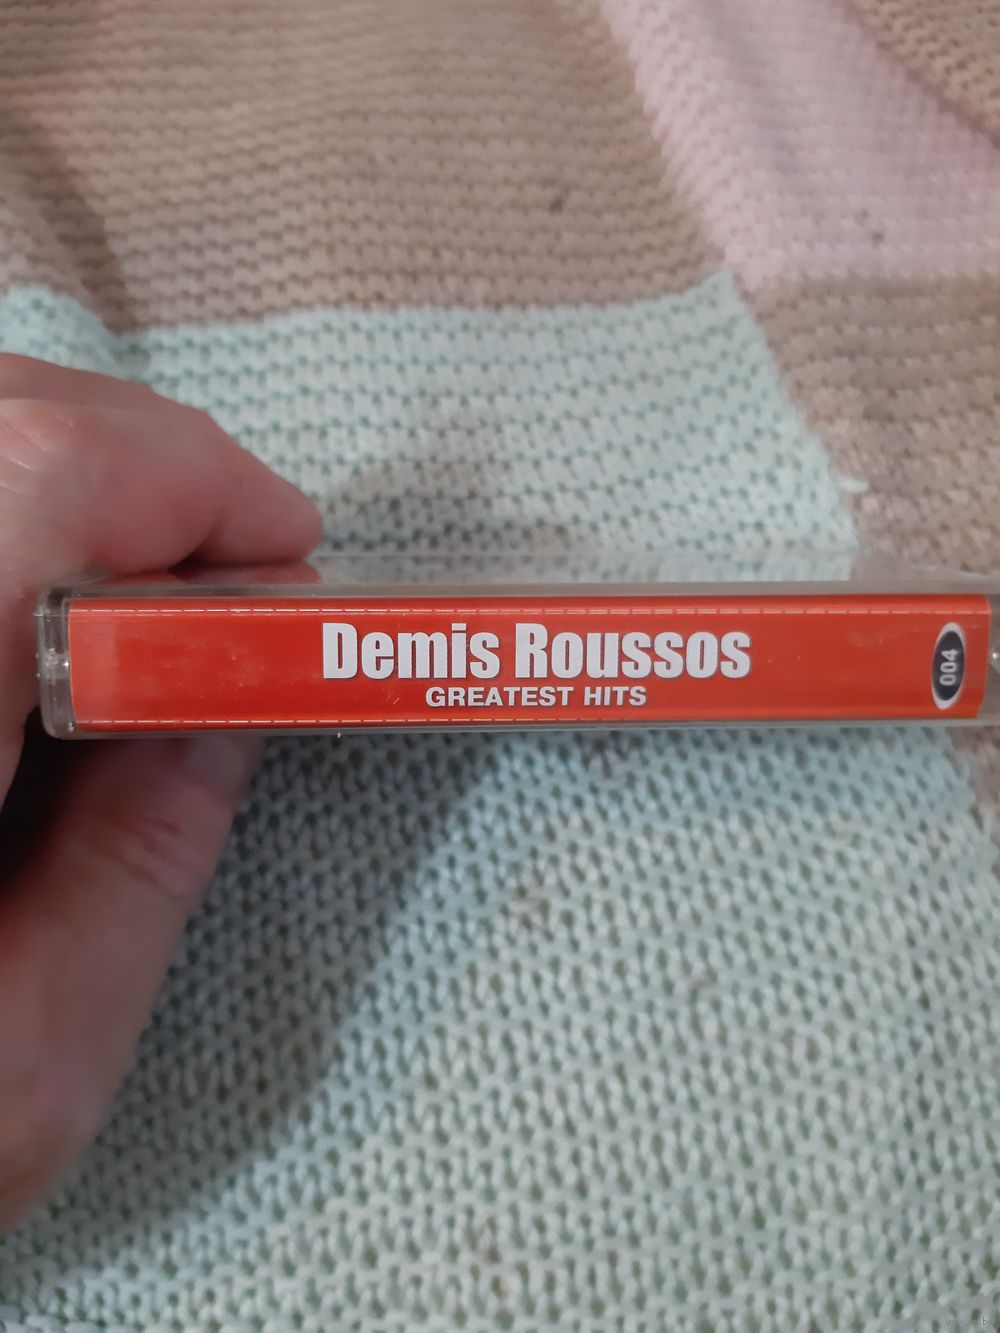 Demis Roussos
GREATEST HITS
004